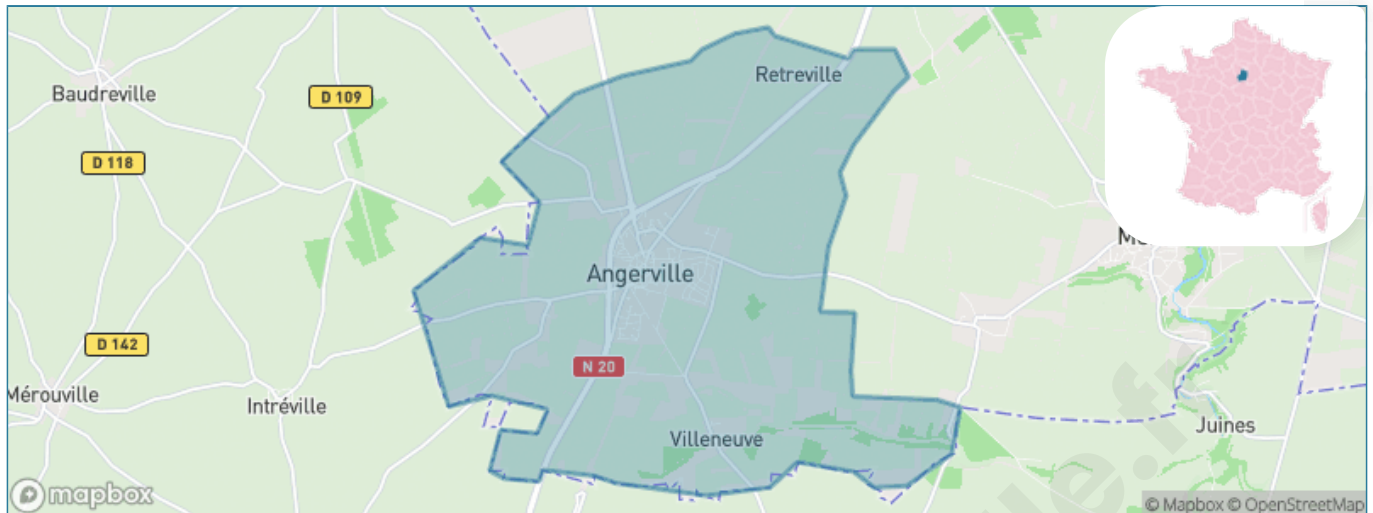 Retreville
Baudreville
D 109
D 118
Angerville
D 142
N 20
Mérouville
Intréville
Villeneuve
Juines
mapbox
© Mapbox © OpenStreetMap